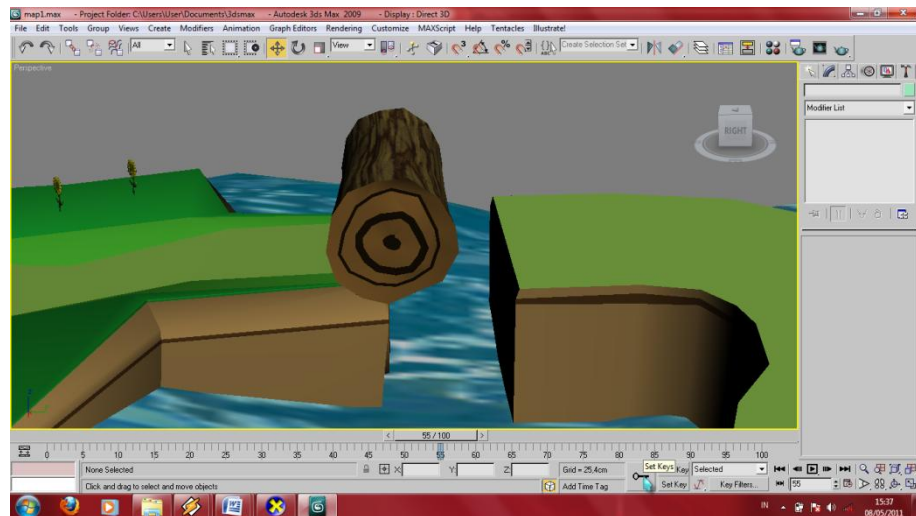 map1.max - Project Folder: C:\Users\User\Documents\3dsmax - Autodesk 3ds Max 2009 - Display : Direct 3D
File Edit Tools Group Views Create Modifiers Animation Graph Editors Rendering Customize MAXScript Help Tentacles Illustrate!
All View Create Selection Set
Perspective
RIGHT
Modifier List
55 / 100
0 5 10 15 20 25 30 35 40 45 50 55 60 65 70 75 80 85 90 95 100
None Selected X: Y: Z: Grid = 25,4cm Set Keys Key Selected
Click and drag to select and move objects Add Time Tag Set Key Key Filters... 55
IN 15:37
08/05/2011